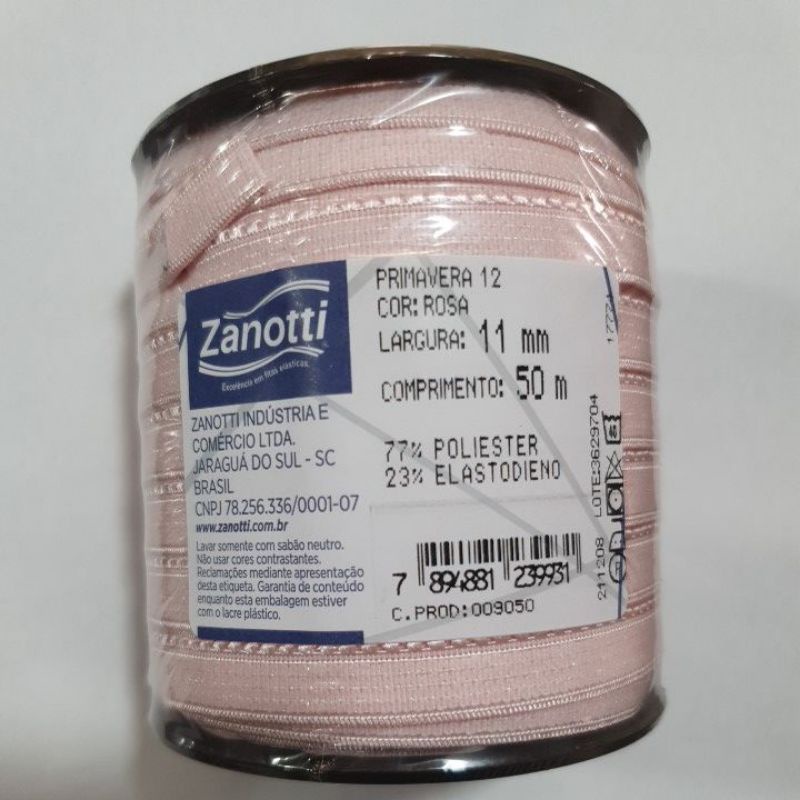 Zanotti
Excelência em fitas elásticas.
ZANOTTI INDÚSTRIA E
COMÉRCIO LTDA.
JARAGUÁ DO SUL - SC
BRASIL
CNPJ 78.256.336/0001-07
www.zanotti.com.br
Lavar somente com sabão neutro.
Não usar cores contrastantes.
Reclamações mediante apresentação
desta etiqueta. Garantia de conteúdo
enquanto esta embalagem estiver
com o lacre plástico.
PRIMAVERA 12
COR: ROSA
LARGURA: 11 mm
COMPRIMENTO: 50 m
77% POLIESTER
23% ELASTODIENO
7 894881 239931
C.PROD:009050
LOTE:3629704
211208